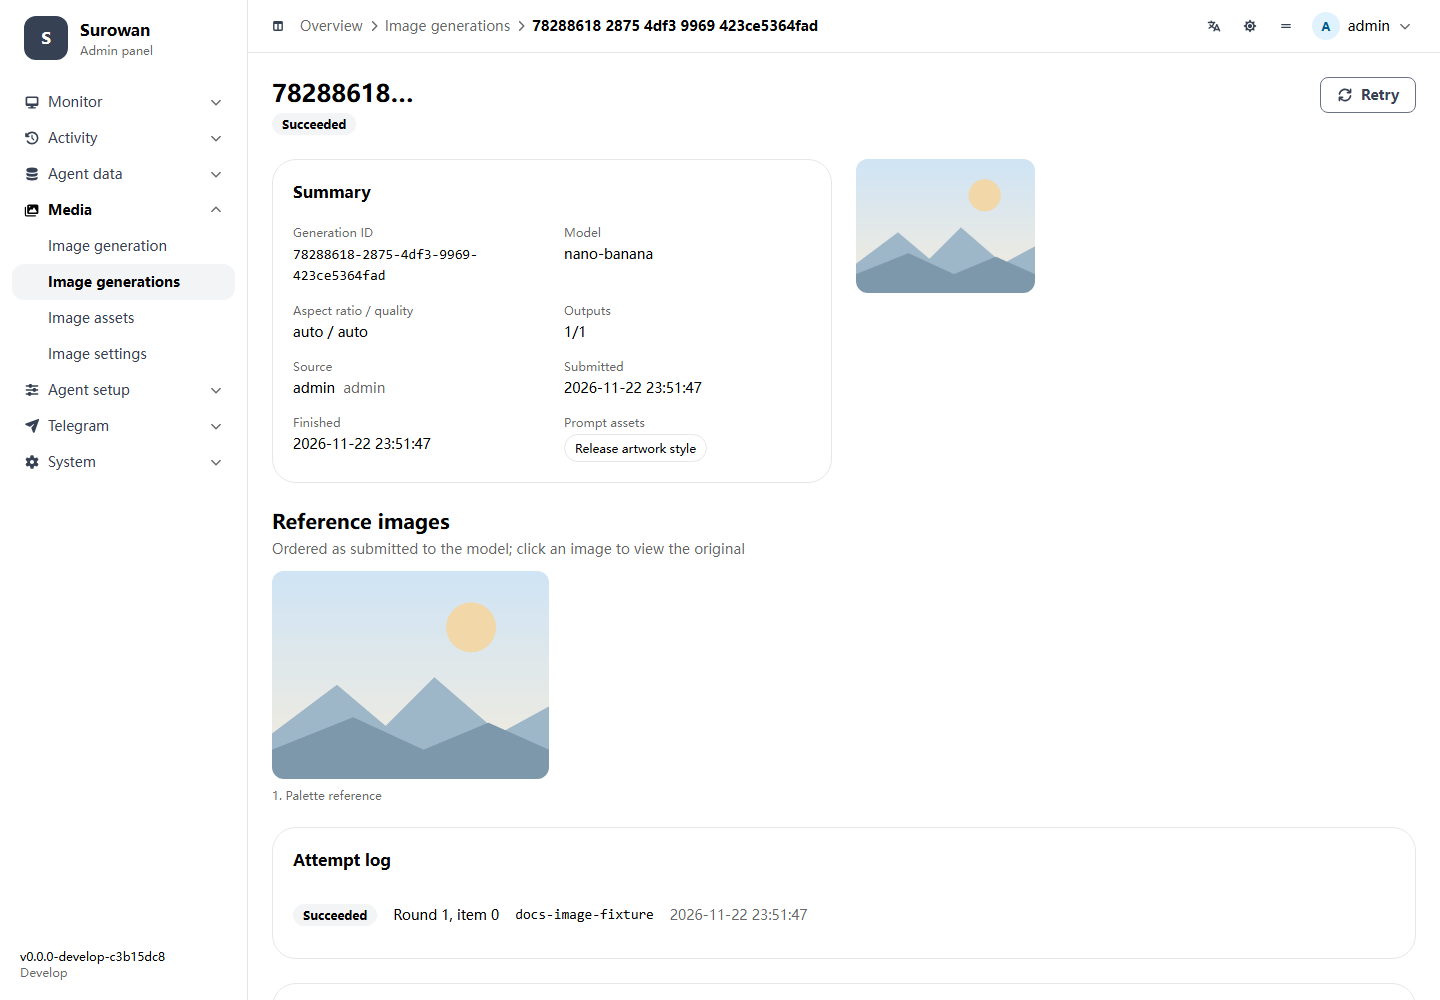 S
Surowan
Admin panel
Monitor
Activity
Agent data
Media
Image generation
Image generations
Image assets
Image settings
Agent setup
Telegram
System
v0.0.0-develop-c3b15dc8
Develop
Overview > Image generations > 78288618 2875 4df3 9969 423ce5364fad
A admin
78288618...
Succeeded
Retry
Summary
Generation ID
78288618-2875-4df3-9969-
423ce5364fad
Model
nano-banana
Aspect ratio / quality
auto / auto
Outputs
1/1
Source
admin admin
Submitted
2026-11-22 23:51:47
Finished
2026-11-22 23:51:47
Prompt assets
Release artwork style
Reference images
Ordered as submitted to the model; click an image to view the original
1. Palette reference
Attempt log
Succeeded Round 1, item 0 docs-image-fixture 2026-11-22 23:51:47